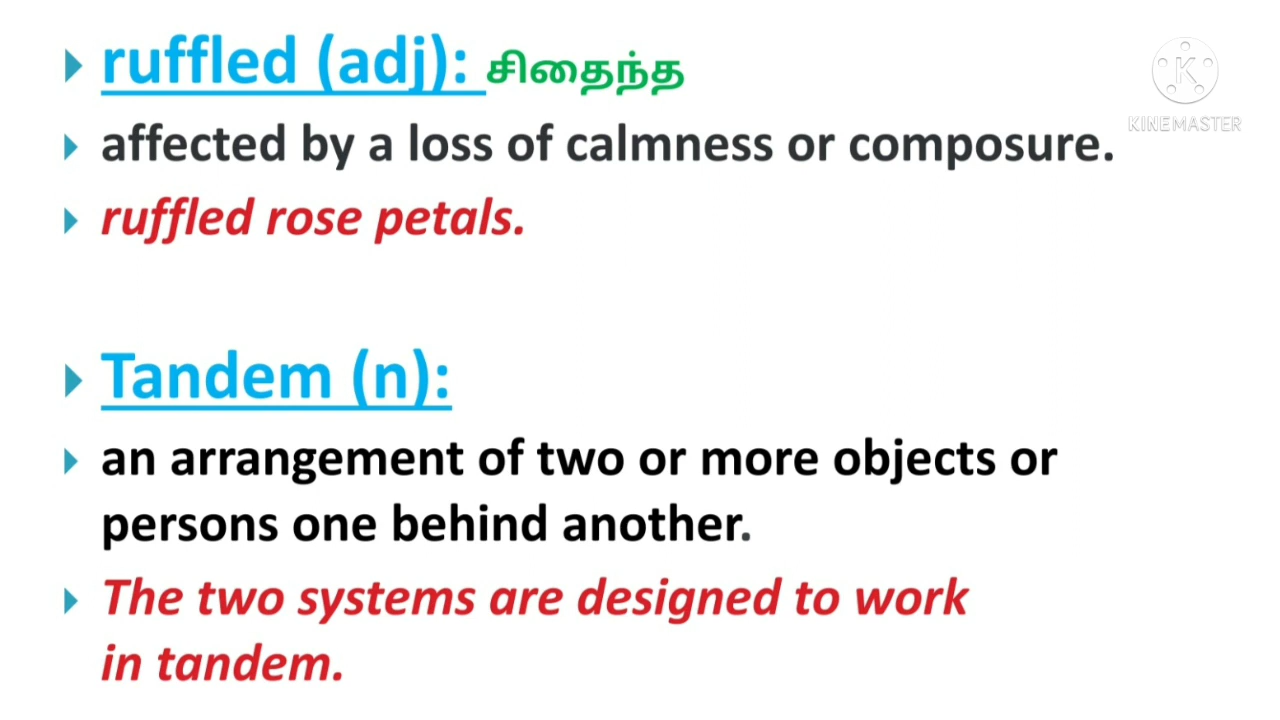 ruffled (adj): சிதைந்த
affected by a loss of calmness or composure.
ruffled rose petals.
Tandem (n):
an arrangement of two or more objects or
persons one behind another.
The two systems are designed to work
in tandem.
K
KINEMASTER